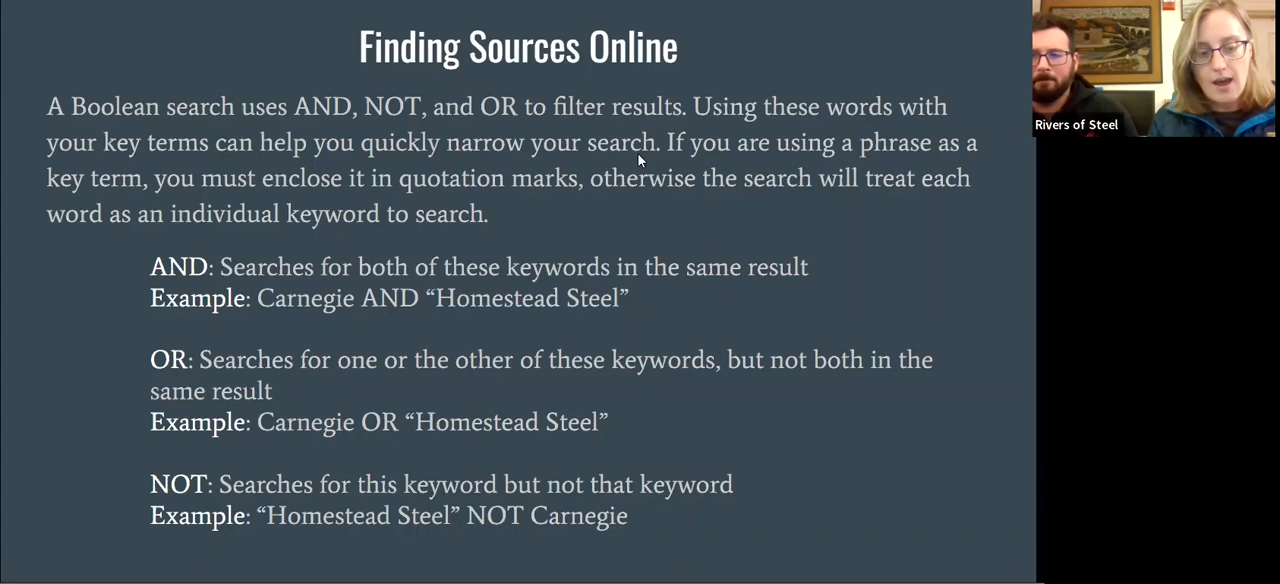 Finding Sources Online
A Boolean search uses AND, NOT, and OR to filter results. Using these words with
your key terms can help you quickly narrow your search. If you are using a phrase as a
key term, you must enclose it in quotation marks, otherwise the search will treat each
word as an individual keyword to search.
AND: Searches for both of these keywords in the same result
Example: Carnegie AND “Homestead Steel”
OR: Searches for one or the other of these keywords, but not both in the
same result
Example: Carnegie OR “Homestead Steel”
NOT: Searches for this keyword but not that keyword
Example: “Homestead Steel” NOT Carnegie
Rivers of Steel